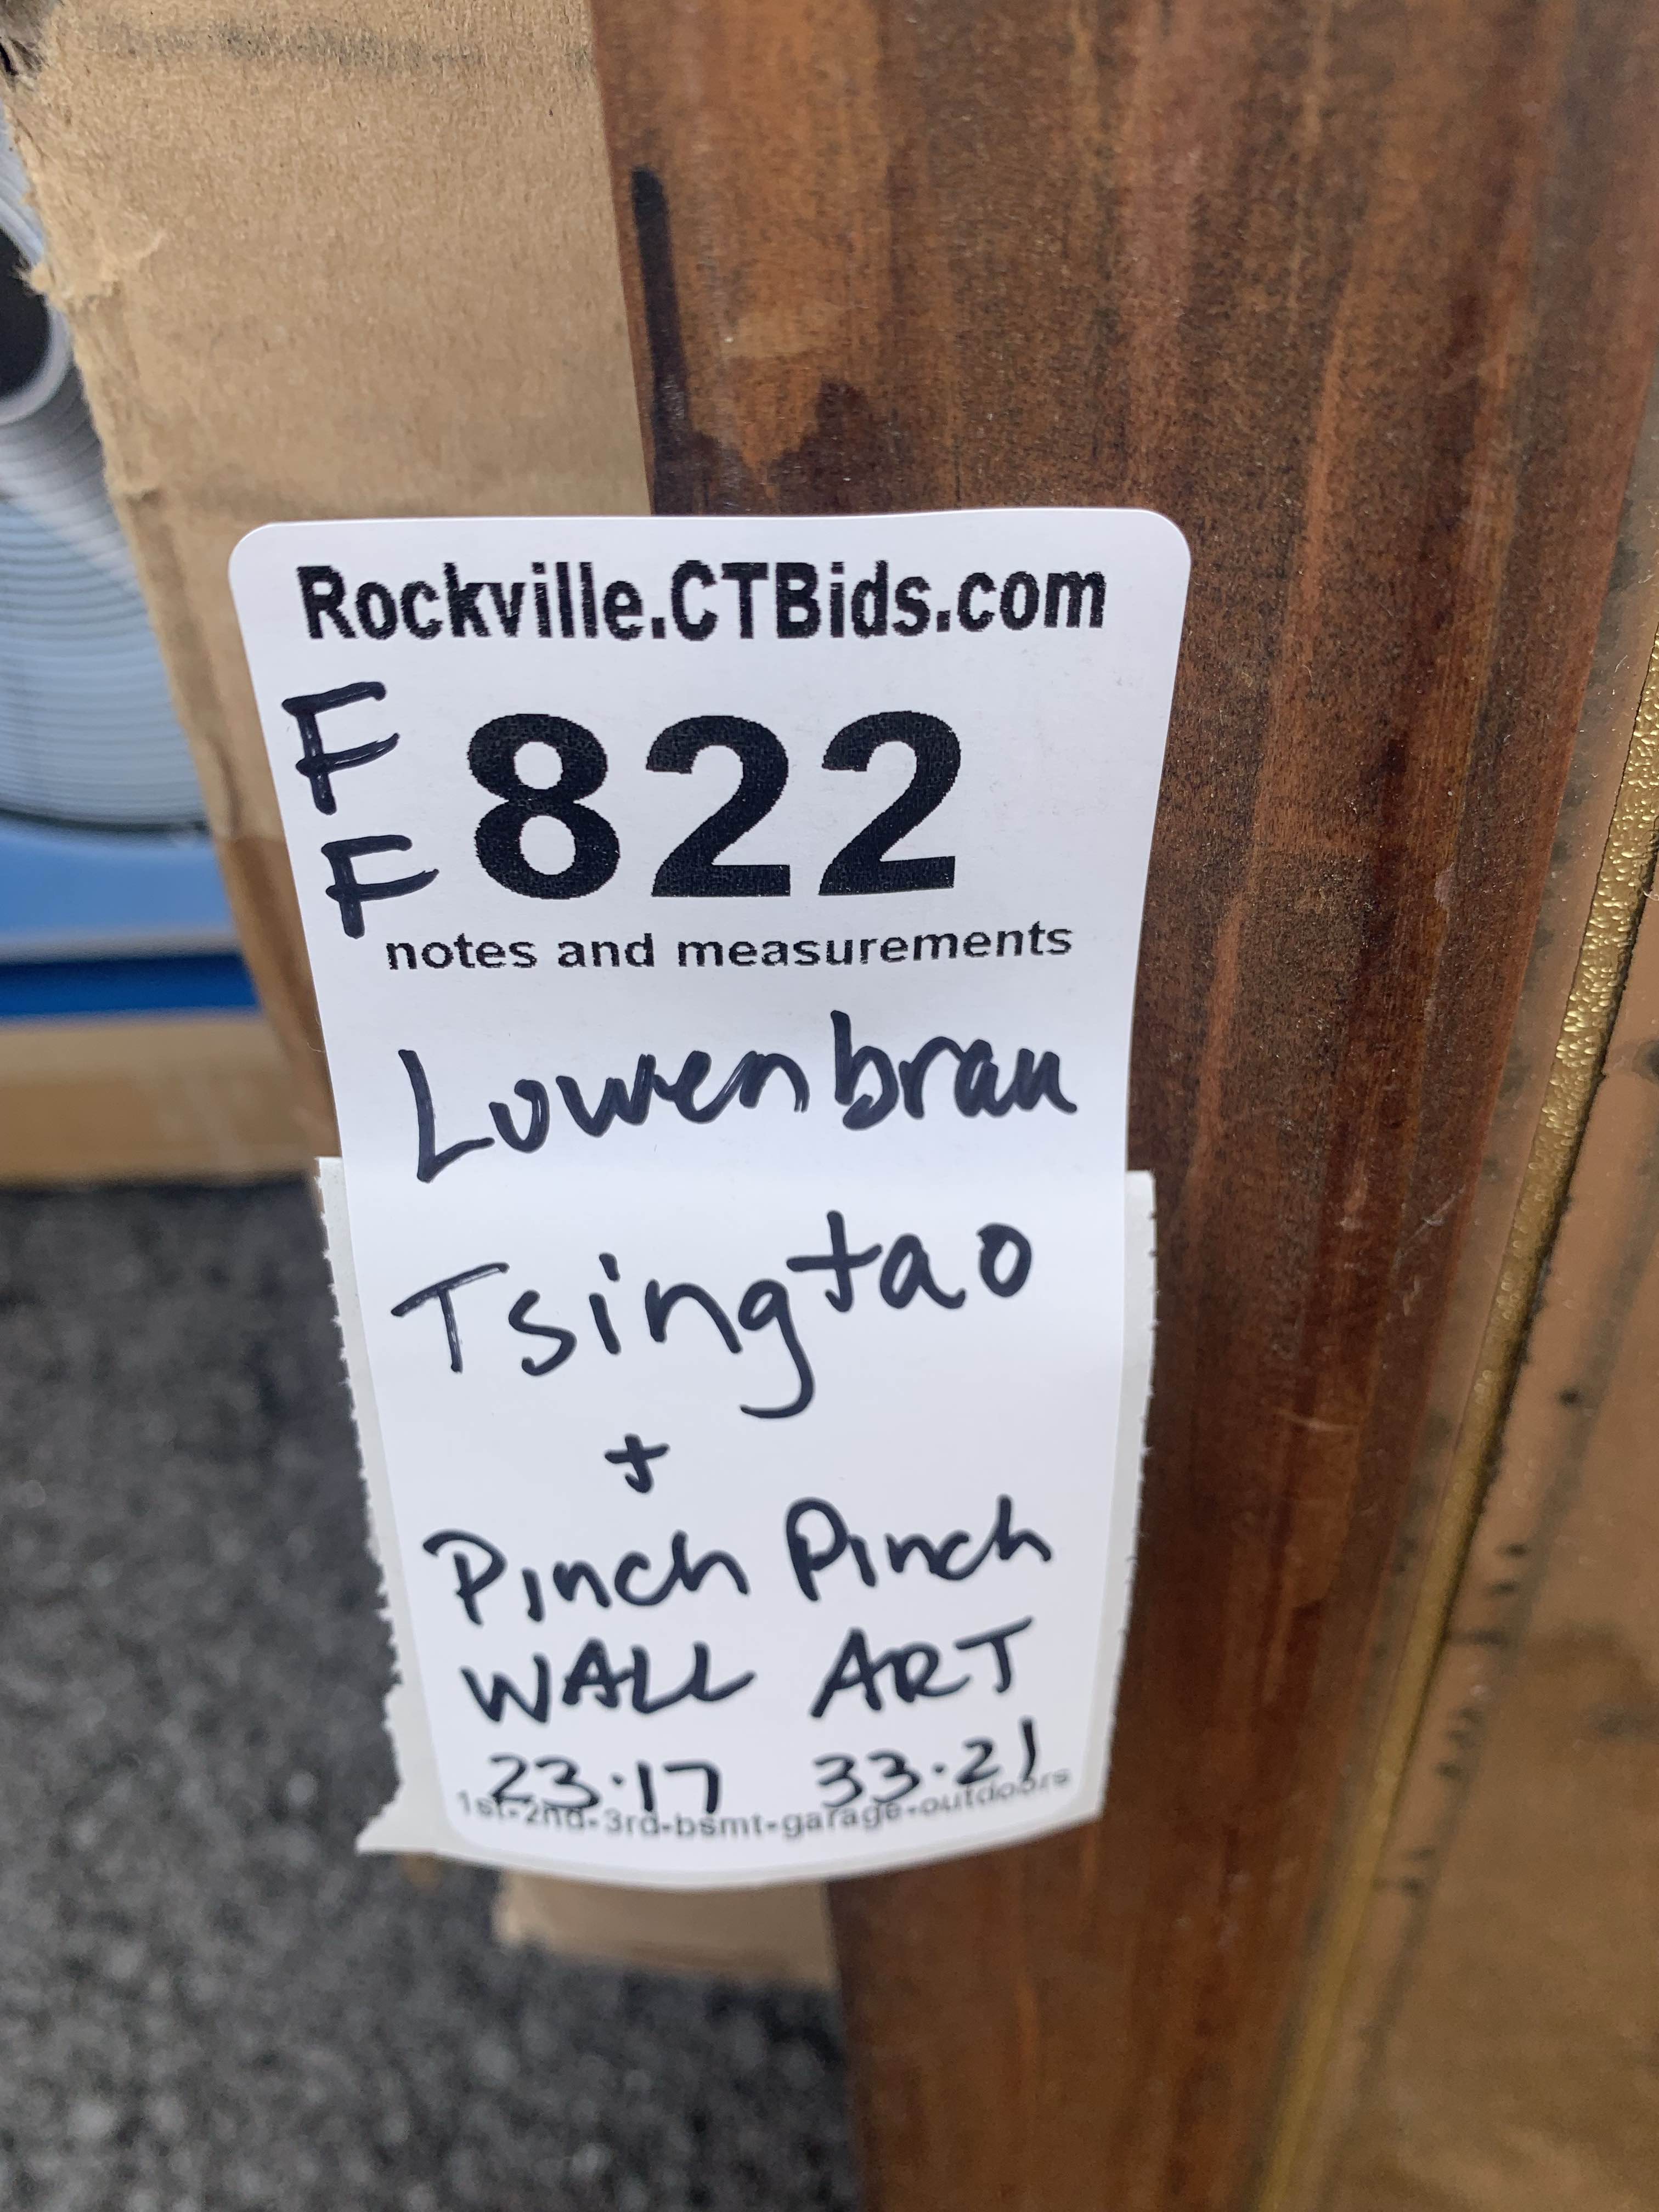 Rockville.CTBids.com
F
F
822
notes and measurements
Lowenbrau
Tsingtao
+
Pinch Pinch
WALL ART
23.17 33.21
1st-2nd-3rd-bsmt-garage-outdoors